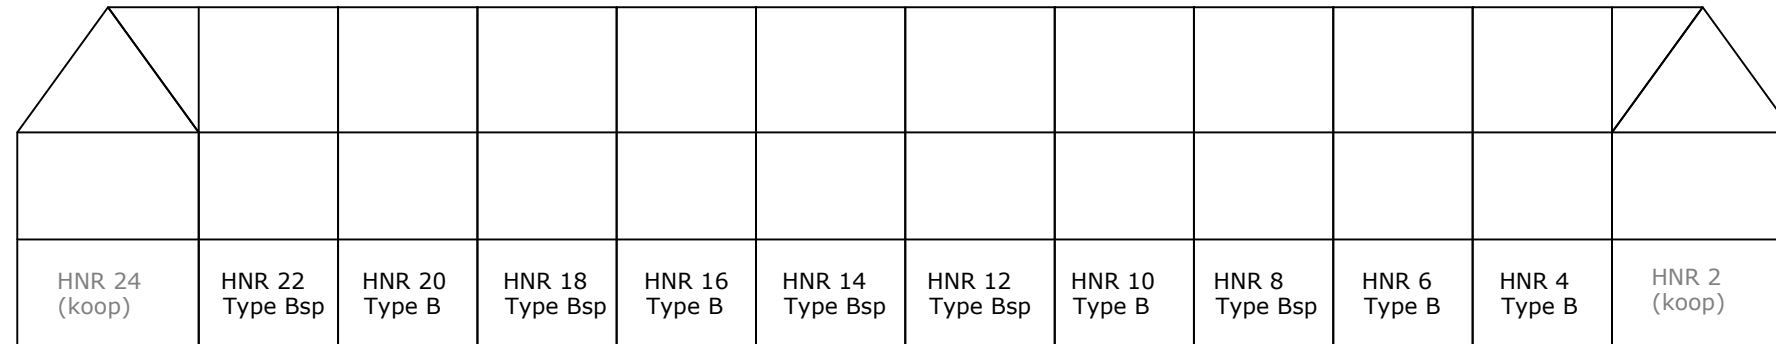 HNR 24
(koop)
HNR 22
Type Bsp
HNR 20
Type B
HNR 18
Type Bsp
HNR 16
Type B
HNR 14
Type Bsp
HNR 12
Type Bsp
HNR 10
Type B
HNR 8
Type Bsp
HNR 6
Type B
HNR 4
Type B
HNR 2
(koop)